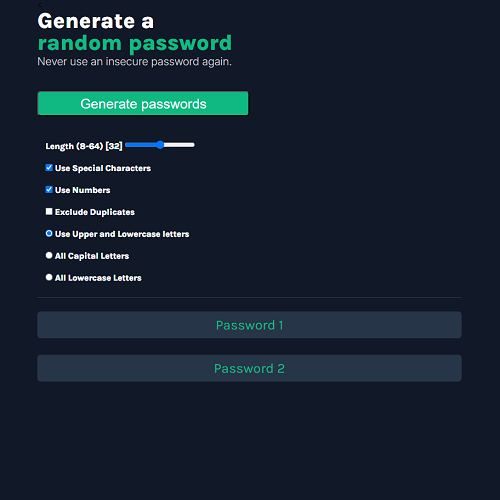 Generate a
random password
Never use an insecure password again.
Generate passwords
Length (8-64) [32]
Use Special Characters
Use Numbers
Exclude Duplicates
Use Upper and Lowercase letters
All Capital Letters
All Lowercase Letters
Password 1
Password 2